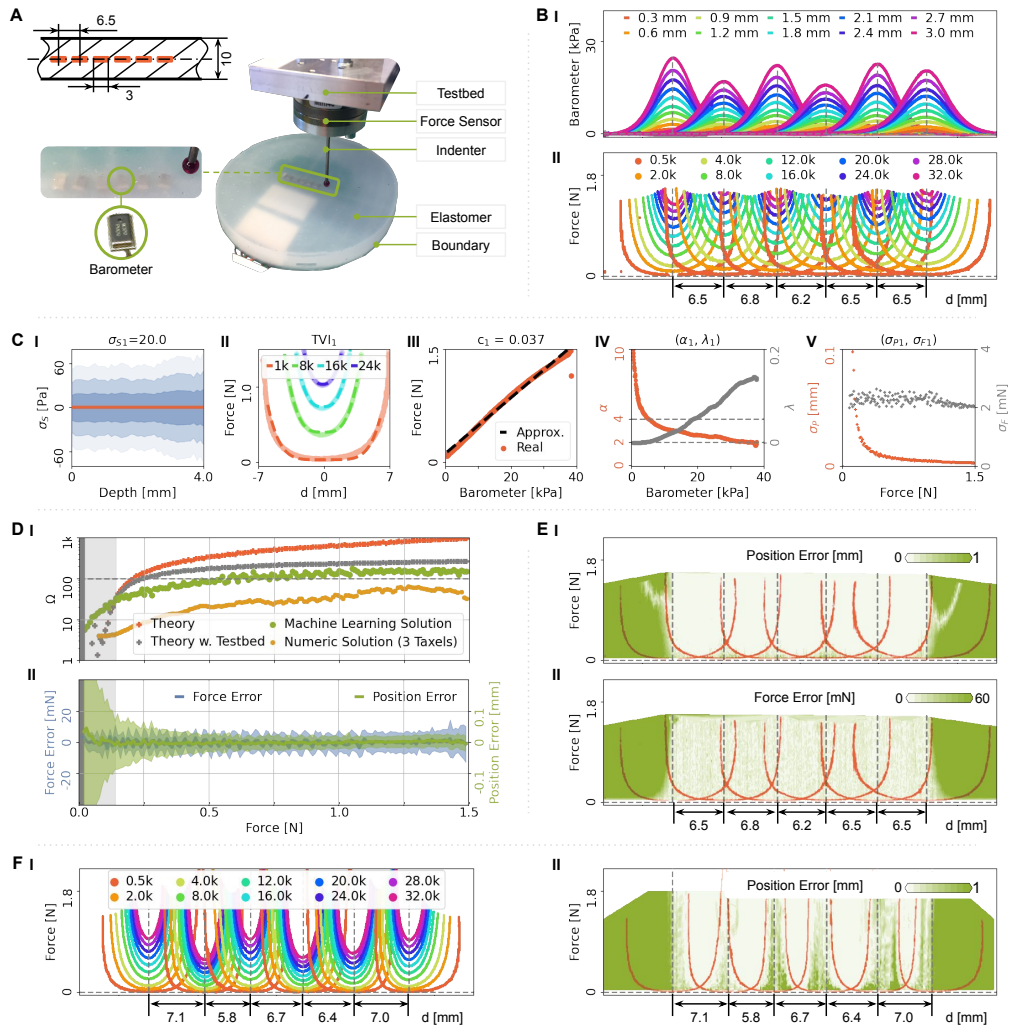 A
6.5
10
3
Testbed
Force Sensor
Indenter
Elastomer
Boundary
Barometer
B I
0.3 mm 0.9 mm 1.5 mm 2.1 mm 2.7 mm
0.6 mm 1.2 mm 1.8 mm 2.4 mm 3.0 mm
Barometer [kPa]
30
0
II
0.5k 4.0k 12.0k 20.0k 28.0k
2.0k 8.0k 16.0k 24.0k 32.0k
Force [N]
1.8
0
6.5 6.8 6.2 6.5 6.5 d [mm]
C I
σS1=20.0
σS [Pa]
60
0
-60
0.0 4.0
Depth [mm]
II
TVI1
1k 8k 16k 24k
Force [N]
1.0
0.0
-7 0 7
d [mm]
III
c1 = 0.037
Force [N]
1.5
0
Approx.
Real
0 40
Barometer [kPa]
IV
(α1, λ1)
10
4
2
0
α
0.2
0
λ
0 40
Barometer [kPa]
V
(σP1, σF1)
σP [mm]
0.1
0
σF [mN]
4
2
0
0 1.5
Force [N]
D I
Ω
1k
100
10
1
Theory
Theory w. Testbed
Machine Learning Solution
Numeric Solution (3 Taxels)
II
Force Error
Position Error
Force Error [mN]
20
0
-20
Position Error [mm]
0.1
0
-0.1
0.0 0.5 1.0 1.5
Force [N]
E I
Position Error [mm] 0 1
Force [N]
1.8
0
II
Force Error [mN] 0 60
Force [N]
1.8
0
6.5 6.8 6.2 6.5 6.5 d [mm]
F I
0.5k 4.0k 12.0k 20.0k 28.0k
2.0k 8.0k 16.0k 24.0k 32.0k
Force [N]
1.8
0
7.1 5.8 6.7 6.4 7.0 d [mm]
II
Position Error [mm] 0 1
Force [N]
1.8
0
7.1 5.8 6.7 6.4 7.0 d [mm]